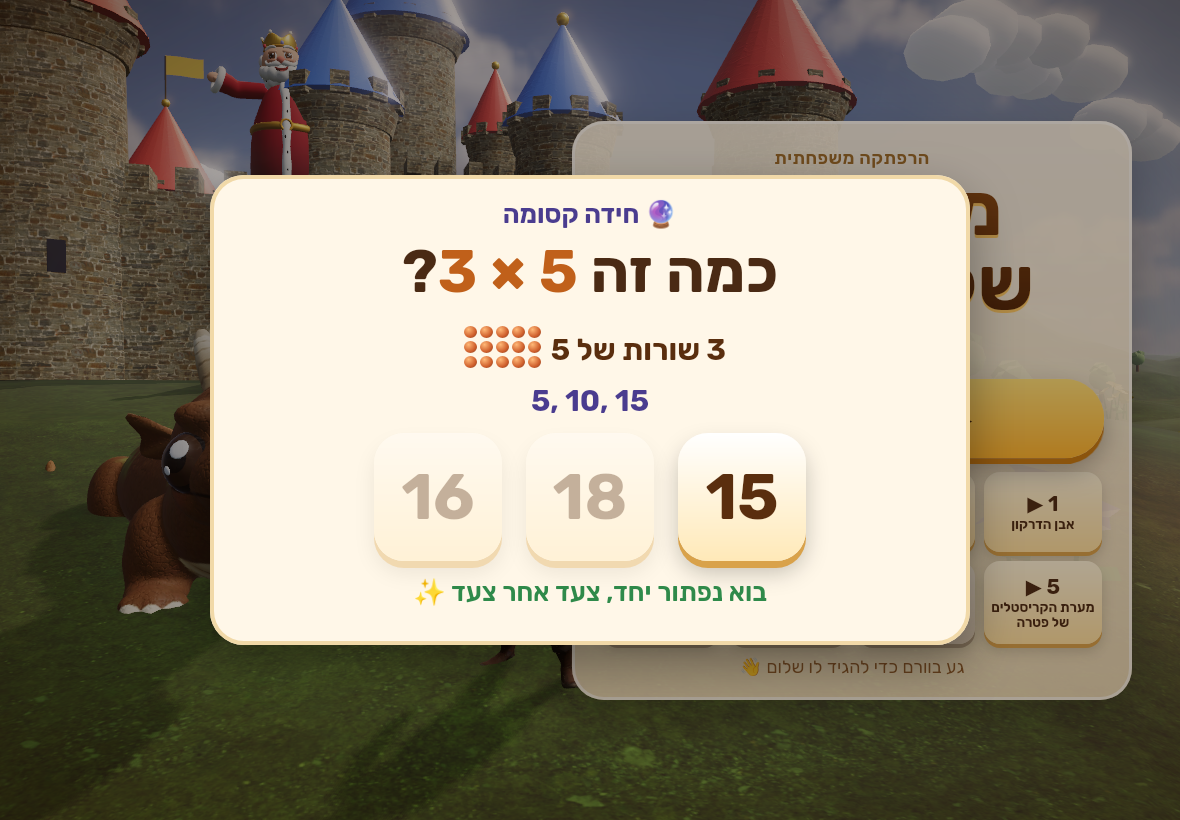 הרפתקה משפחתית
🔮 חידה קסומה
כמה זה 5 × 3?
3 שורות של 5
5, 10, 15
15
18
16
בוא נפתור יחד, צעד אחר צעד ✨
1 ▶
אבן הדרקון
5 ▶
מערת הקריסטלים
של פטרה
גע בוורם כדי להגיד לו שלום 👋